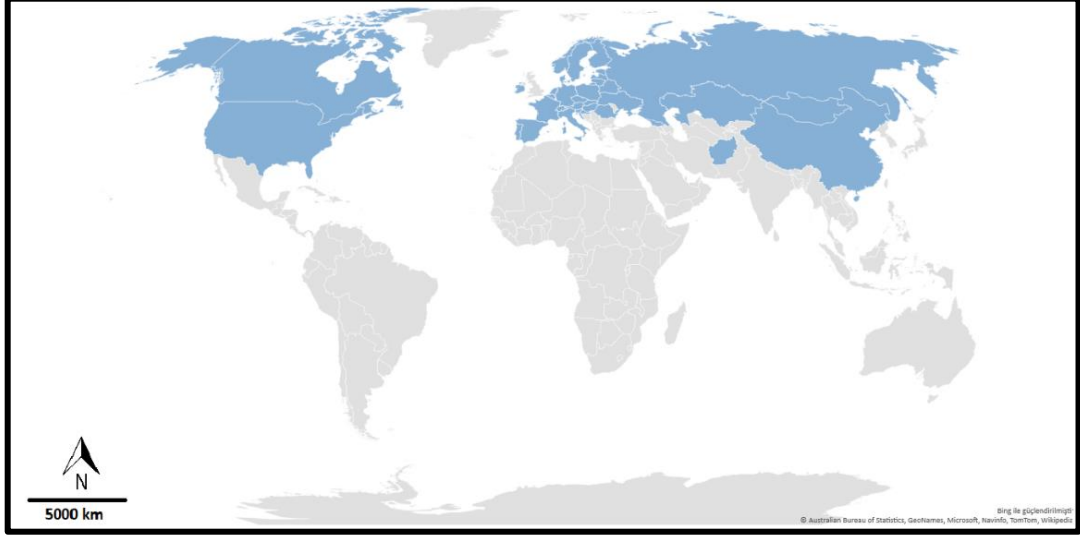 N
5000 km
Bing ile güçlendirilmiştir
© Australian Bureau of Statistics, GeoNames, Microsoft, Navinfo, TomTom, Wikipedia